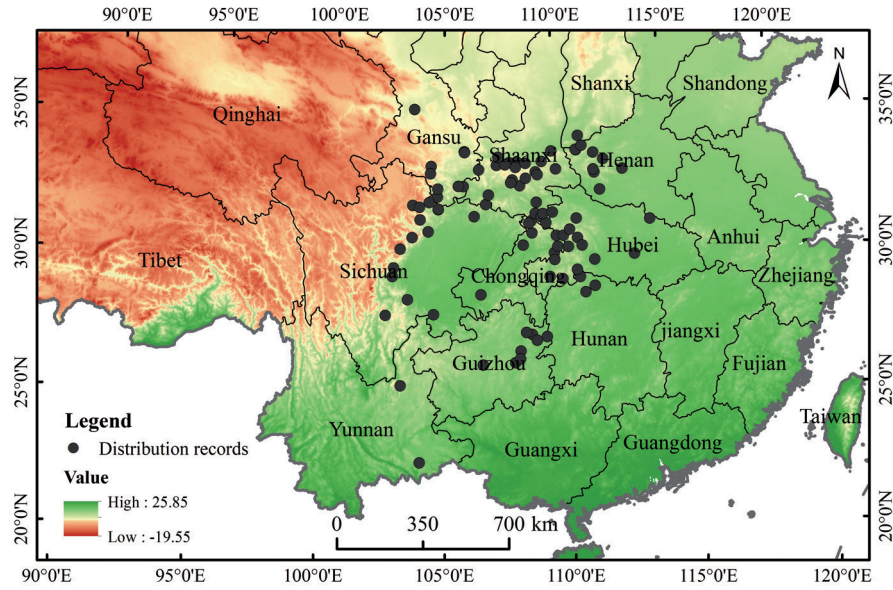 90°0'E 95°0'E 100°0'E 105°0'E 110°0'E 115°0'E 120°0'E
N
35°0'N
35°0'N
Shanxi
Shandong
Qinghai
Gansu
Shaanxi
Henan
30°0'N
30°0'N
Hubei
Anhui
Tibet
Sichuan
Chongqing
Zhejiang
Hunan
jiangxi
Guizhou
Fujian
25°0'N
25°0'N
Taiwan
Yunnan
Guangxi
Guangdong
Legend
Distribution records
Value
High : 25.85
Low : -19.55
20°0'N
20°0'N
0 350 700 km
90°0'E 95°0'E 100°0'E 105°0'E 110°0'E 115°0'E 120°0'E